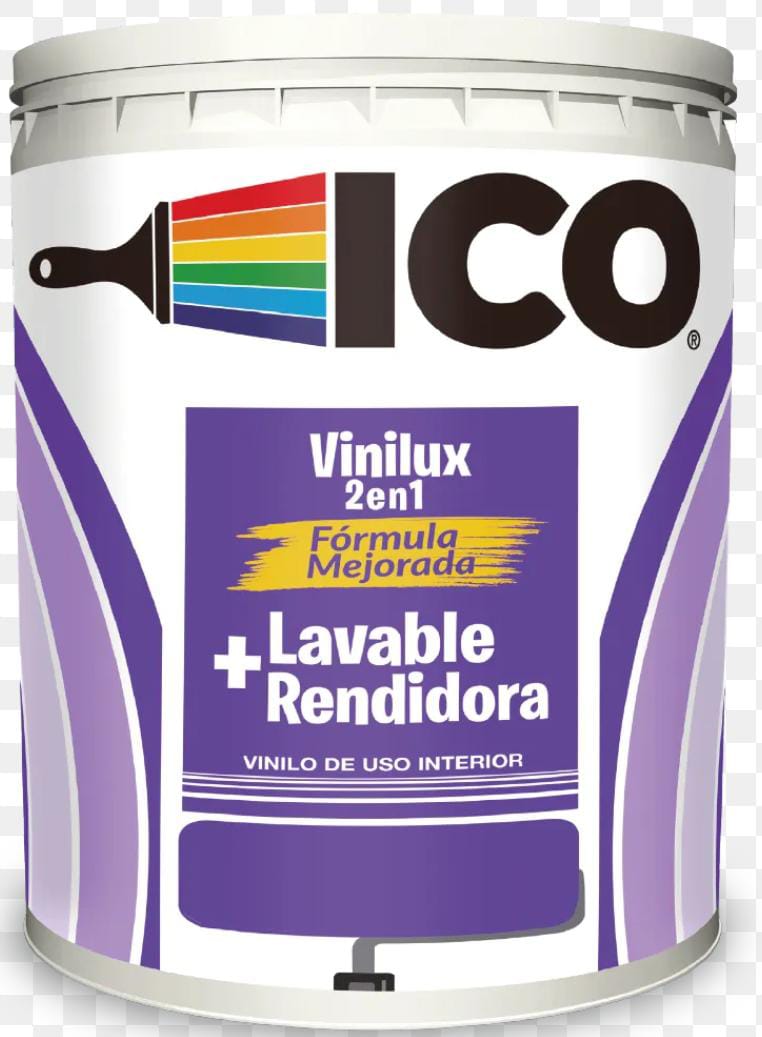 ICO®
Vinilux
2en1
Fórmula
Mejorada
+Lavable
Rendidora
VINILO DE USO INTERIOR